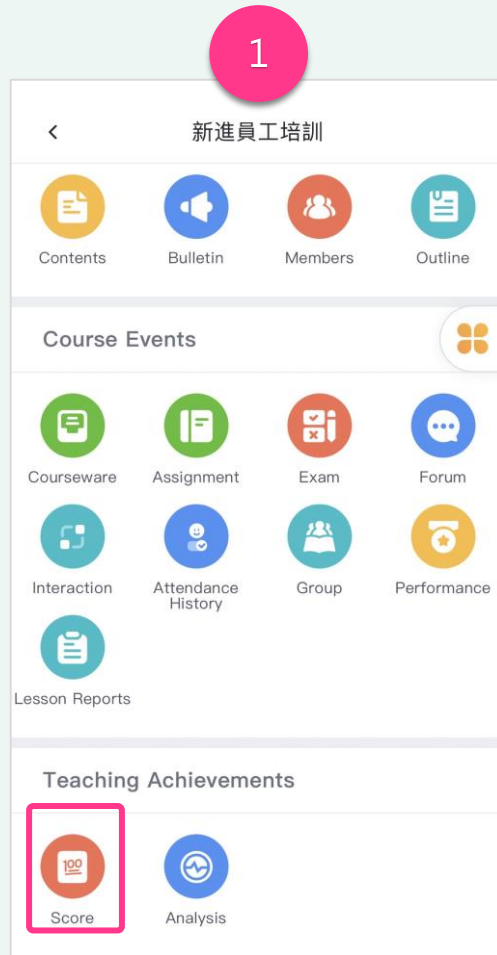 1
新進員工培訓
Contents Bulletin Members Outline
Course Events
Courseware Assignment Exam Forum
Interaction Attendance History Group Performance
Lesson Reports
Teaching Achievements
100
Score Analysis